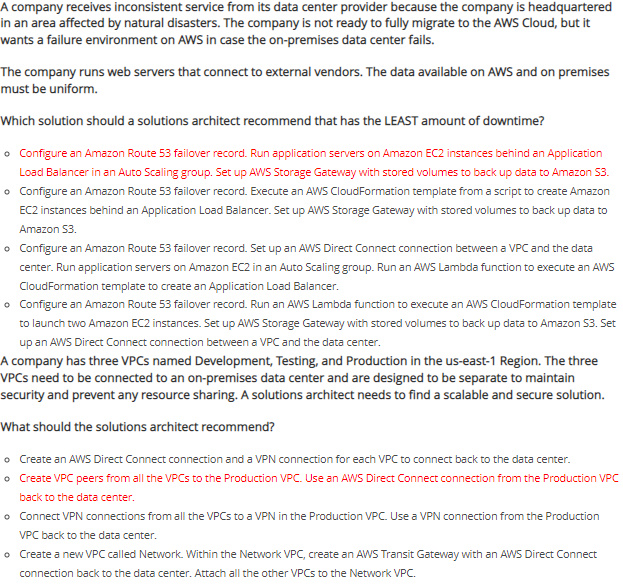 A company receives inconsistent service from its data center provider because the company is headquartered
in an area affected by natural disasters. The company is not ready to fully migrate to the AWS Cloud, but it
wants a failure environment on AWS in case the on-premises data center fails.
The company runs web servers that connect to external vendors. The data available on AWS and on premises
must be uniform.
Which solution should a solutions architect recommend that has the LEAST amount of downtime?
Configure an Amazon Route 53 failover record. Run application servers on Amazon EC2 instances behind an Application
Load Balancer in an Auto Scaling group. Set up AWS Storage Gateway with stored volumes to back up data to Amazon S3.
Configure an Amazon Route 53 failover record. Execute an AWS CloudFormation template from a script to create Amazon
EC2 instances behind an Application Load Balancer. Set up AWS Storage Gateway with stored volumes to back up data to
Amazon S3.
Configure an Amazon Route 53 failover record. Set up an AWS Direct Connect connection between a VPC and the data
center. Run application servers on Amazon EC2 in an Auto Scaling group. Run an AWS Lambda function to execute an AWS
CloudFormation template to create an Application Load Balancer.
Configure an Amazon Route 53 failover record. Run an AWS Lambda function to execute an AWS CloudFormation template
to launch two Amazon EC2 instances. Set up AWS Storage Gateway with stored volumes to back up data to Amazon S3. Set
up an AWS Direct Connect connection between a VPC and the data center.
A company has three VPCs named Development, Testing, and Production in the us-east-1 Region. The three
VPCs need to be connected to an on-premises data center and are designed to be separate to maintain
security and prevent any resource sharing. A solutions architect needs to find a scalable and secure solution.
What should the solutions architect recommend?
Create an AWS Direct Connect connection and a VPN connection for each VPC to connect back to the data center.
Create VPC peers from all the VPCs to the Production VPC. Use an AWS Direct Connect connection from the Production VPC
back to the data center.
Connect VPN connections from all the VPCs to a VPN in the Production VPC. Use a VPN connection from the Production
VPC back to the data center.
Create a new VPC called Network. Within the Network VPC, create an AWS Transit Gateway with an AWS Direct Connect
connection back to the data center. Attach all the other VPCs to the Network VPC.